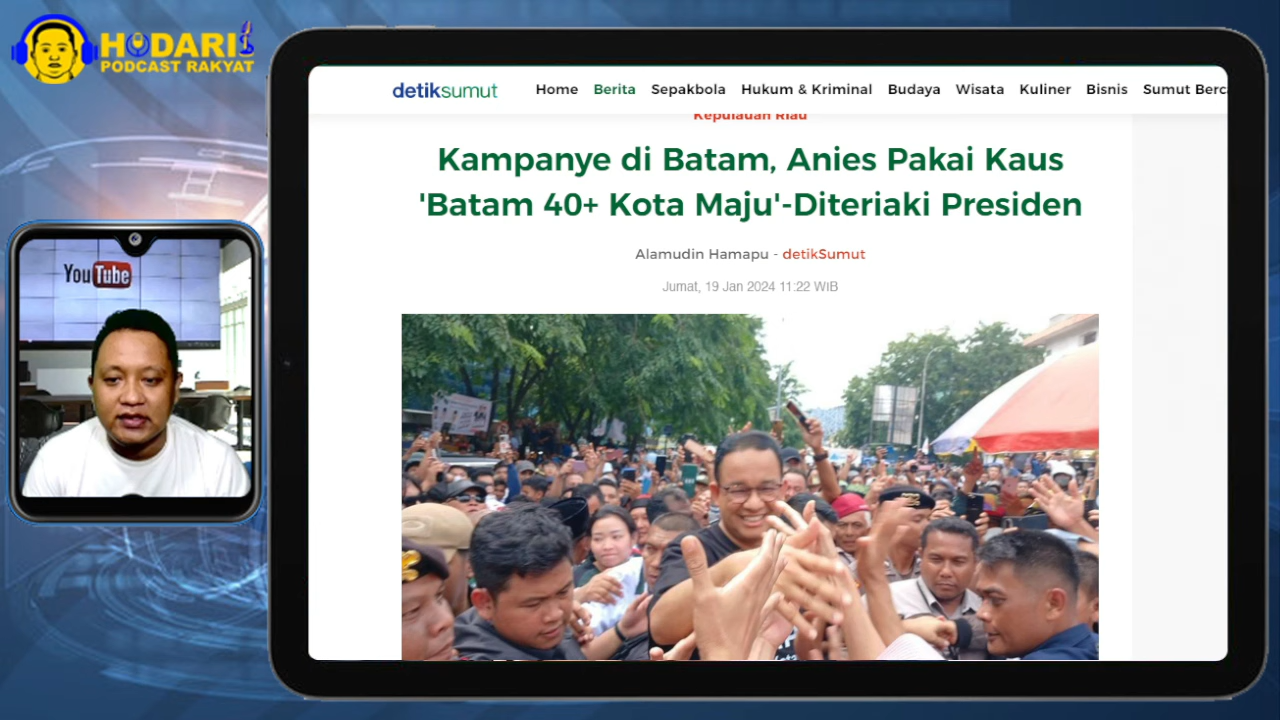 HODARI
PODCAST RAKYAT
YouTube
detiksumut
Home Berita Sepakbola Hukum & Kriminal Budaya Wisata Kuliner Bisnis Sumut Berca
Kepulauan Riau
Kampanye di Batam, Anies Pakai Kaus
'Batam 40+ Kota Maju'-Diteriaki Presiden
Alamudin Hamapu - detikSumut
Jumat, 19 Jan 2024 11:22 WIB